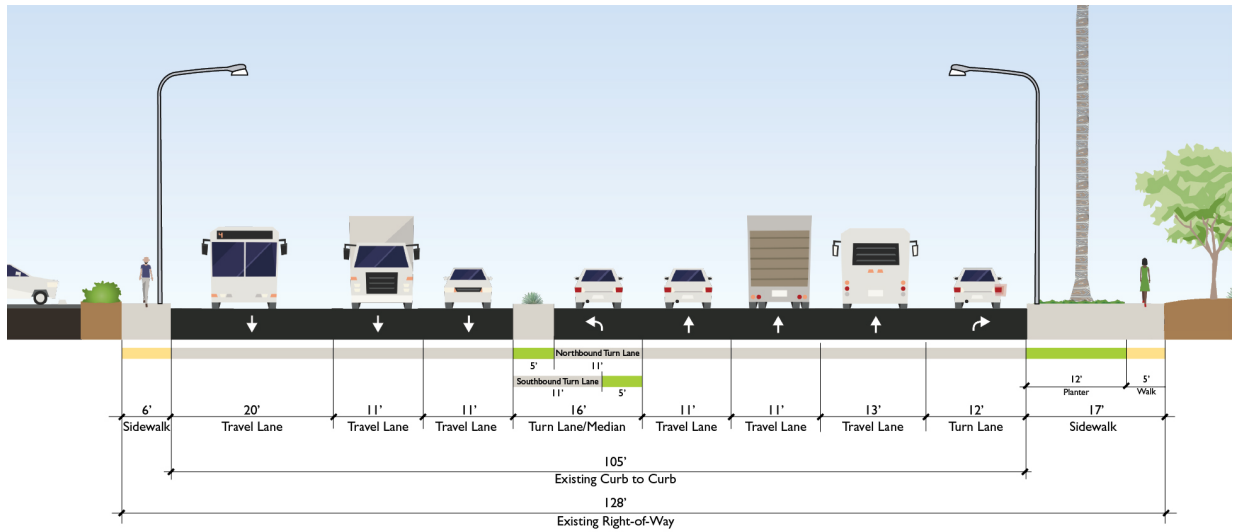 4
Northbound Turn Lane
5' 11'
Southbound Turn Lane
11' 5'
12' 5'
Planter Walk
6' 20' 11' 11' 16' 11' 11' 13' 12' 17'
Sidewalk Travel Lane Travel Lane Travel Lane Turn Lane/Median Travel Lane Travel Lane Travel Lane Turn Lane Sidewalk
105'
Existing Curb to Curb
128'
Existing Right-of-Way